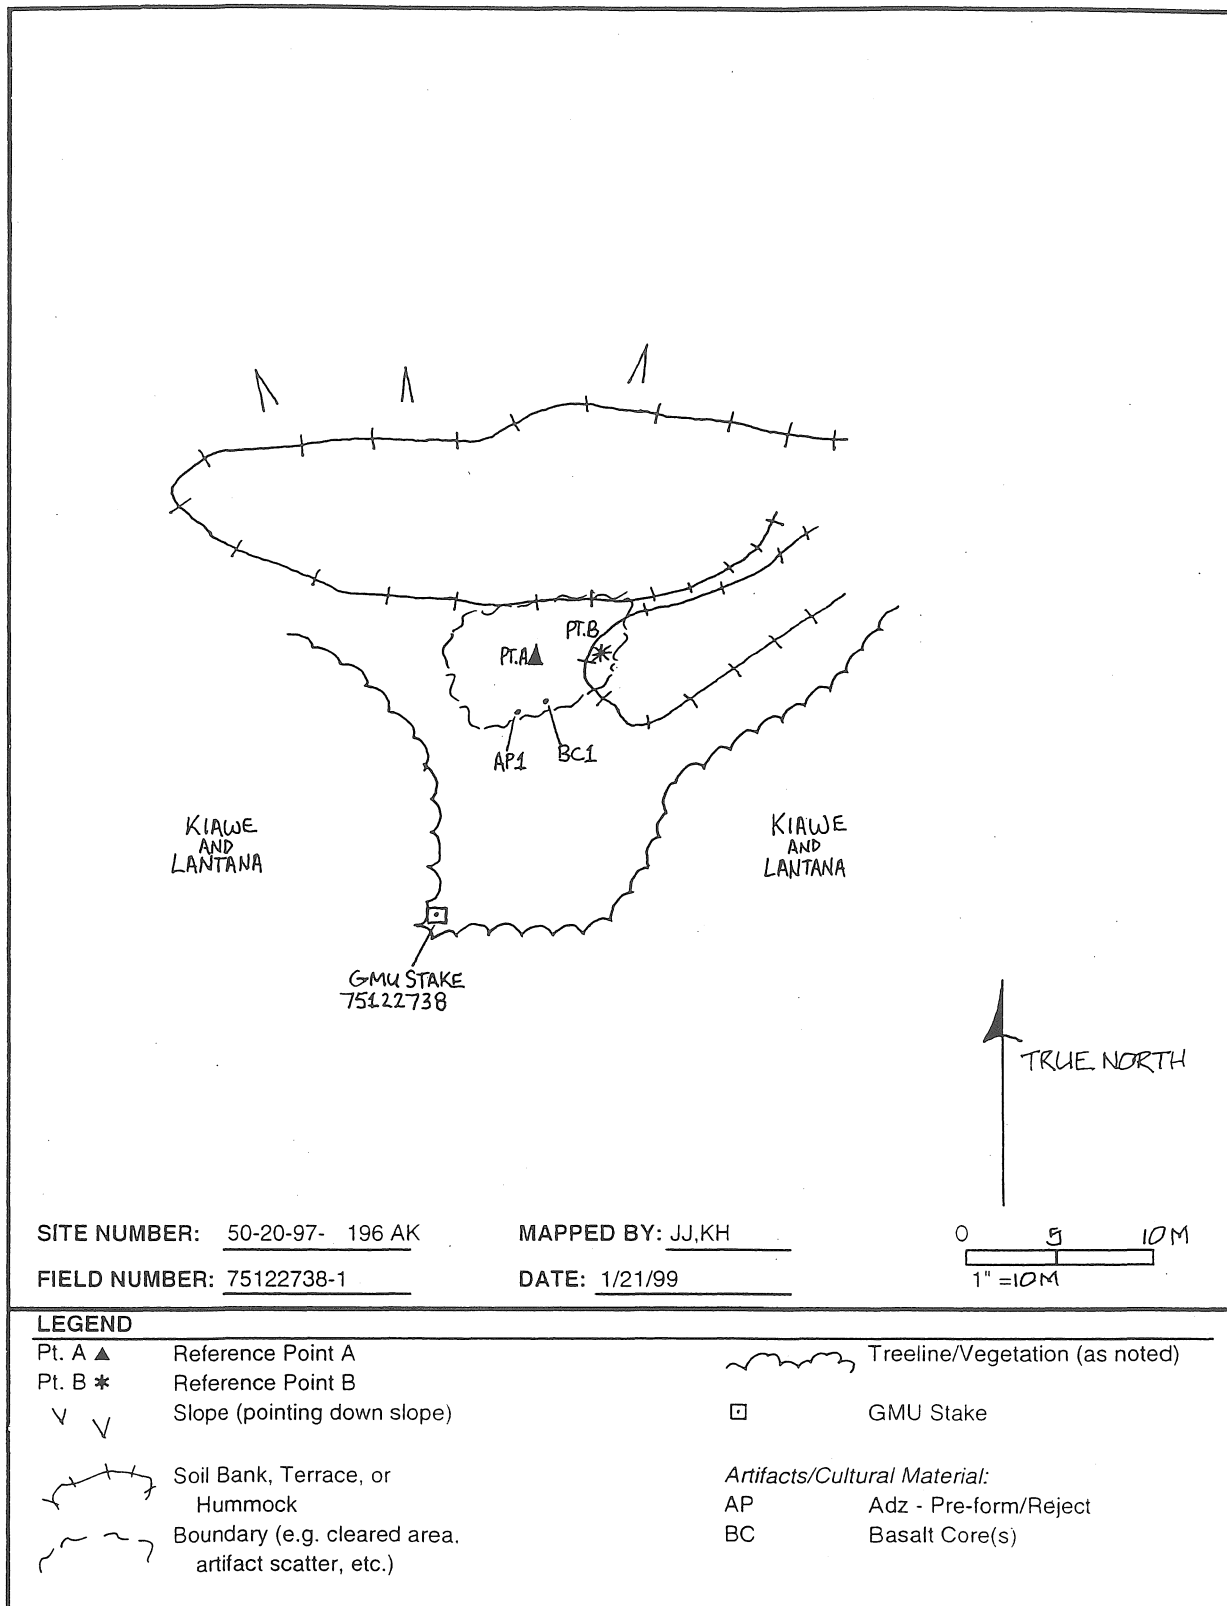 PT.B
PT.A
AP1
BC1
KIAWE
AND
LANTANA
KIAWE
AND
LANTANA
GMU STAKE
75122738
TRUE NORTH
SITE NUMBER: 50-20-97- 196 AK
MAPPED BY: JJ,KH
FIELD NUMBER: 75122738-1
DATE: 1/21/99
0 5 10M
1" =10M
LEGEND
Pt. A ▲ Reference Point A
Pt. B * Reference Point B
Slope (pointing down slope)
Soil Bank, Terrace, or
Hummock
Boundary (e.g. cleared area.
artifact scatter, etc.)
Treeline/Vegetation (as noted)
GMU Stake
Artifacts/Cultural Material:
AP Adz - Pre-form/Reject
BC Basalt Core(s)